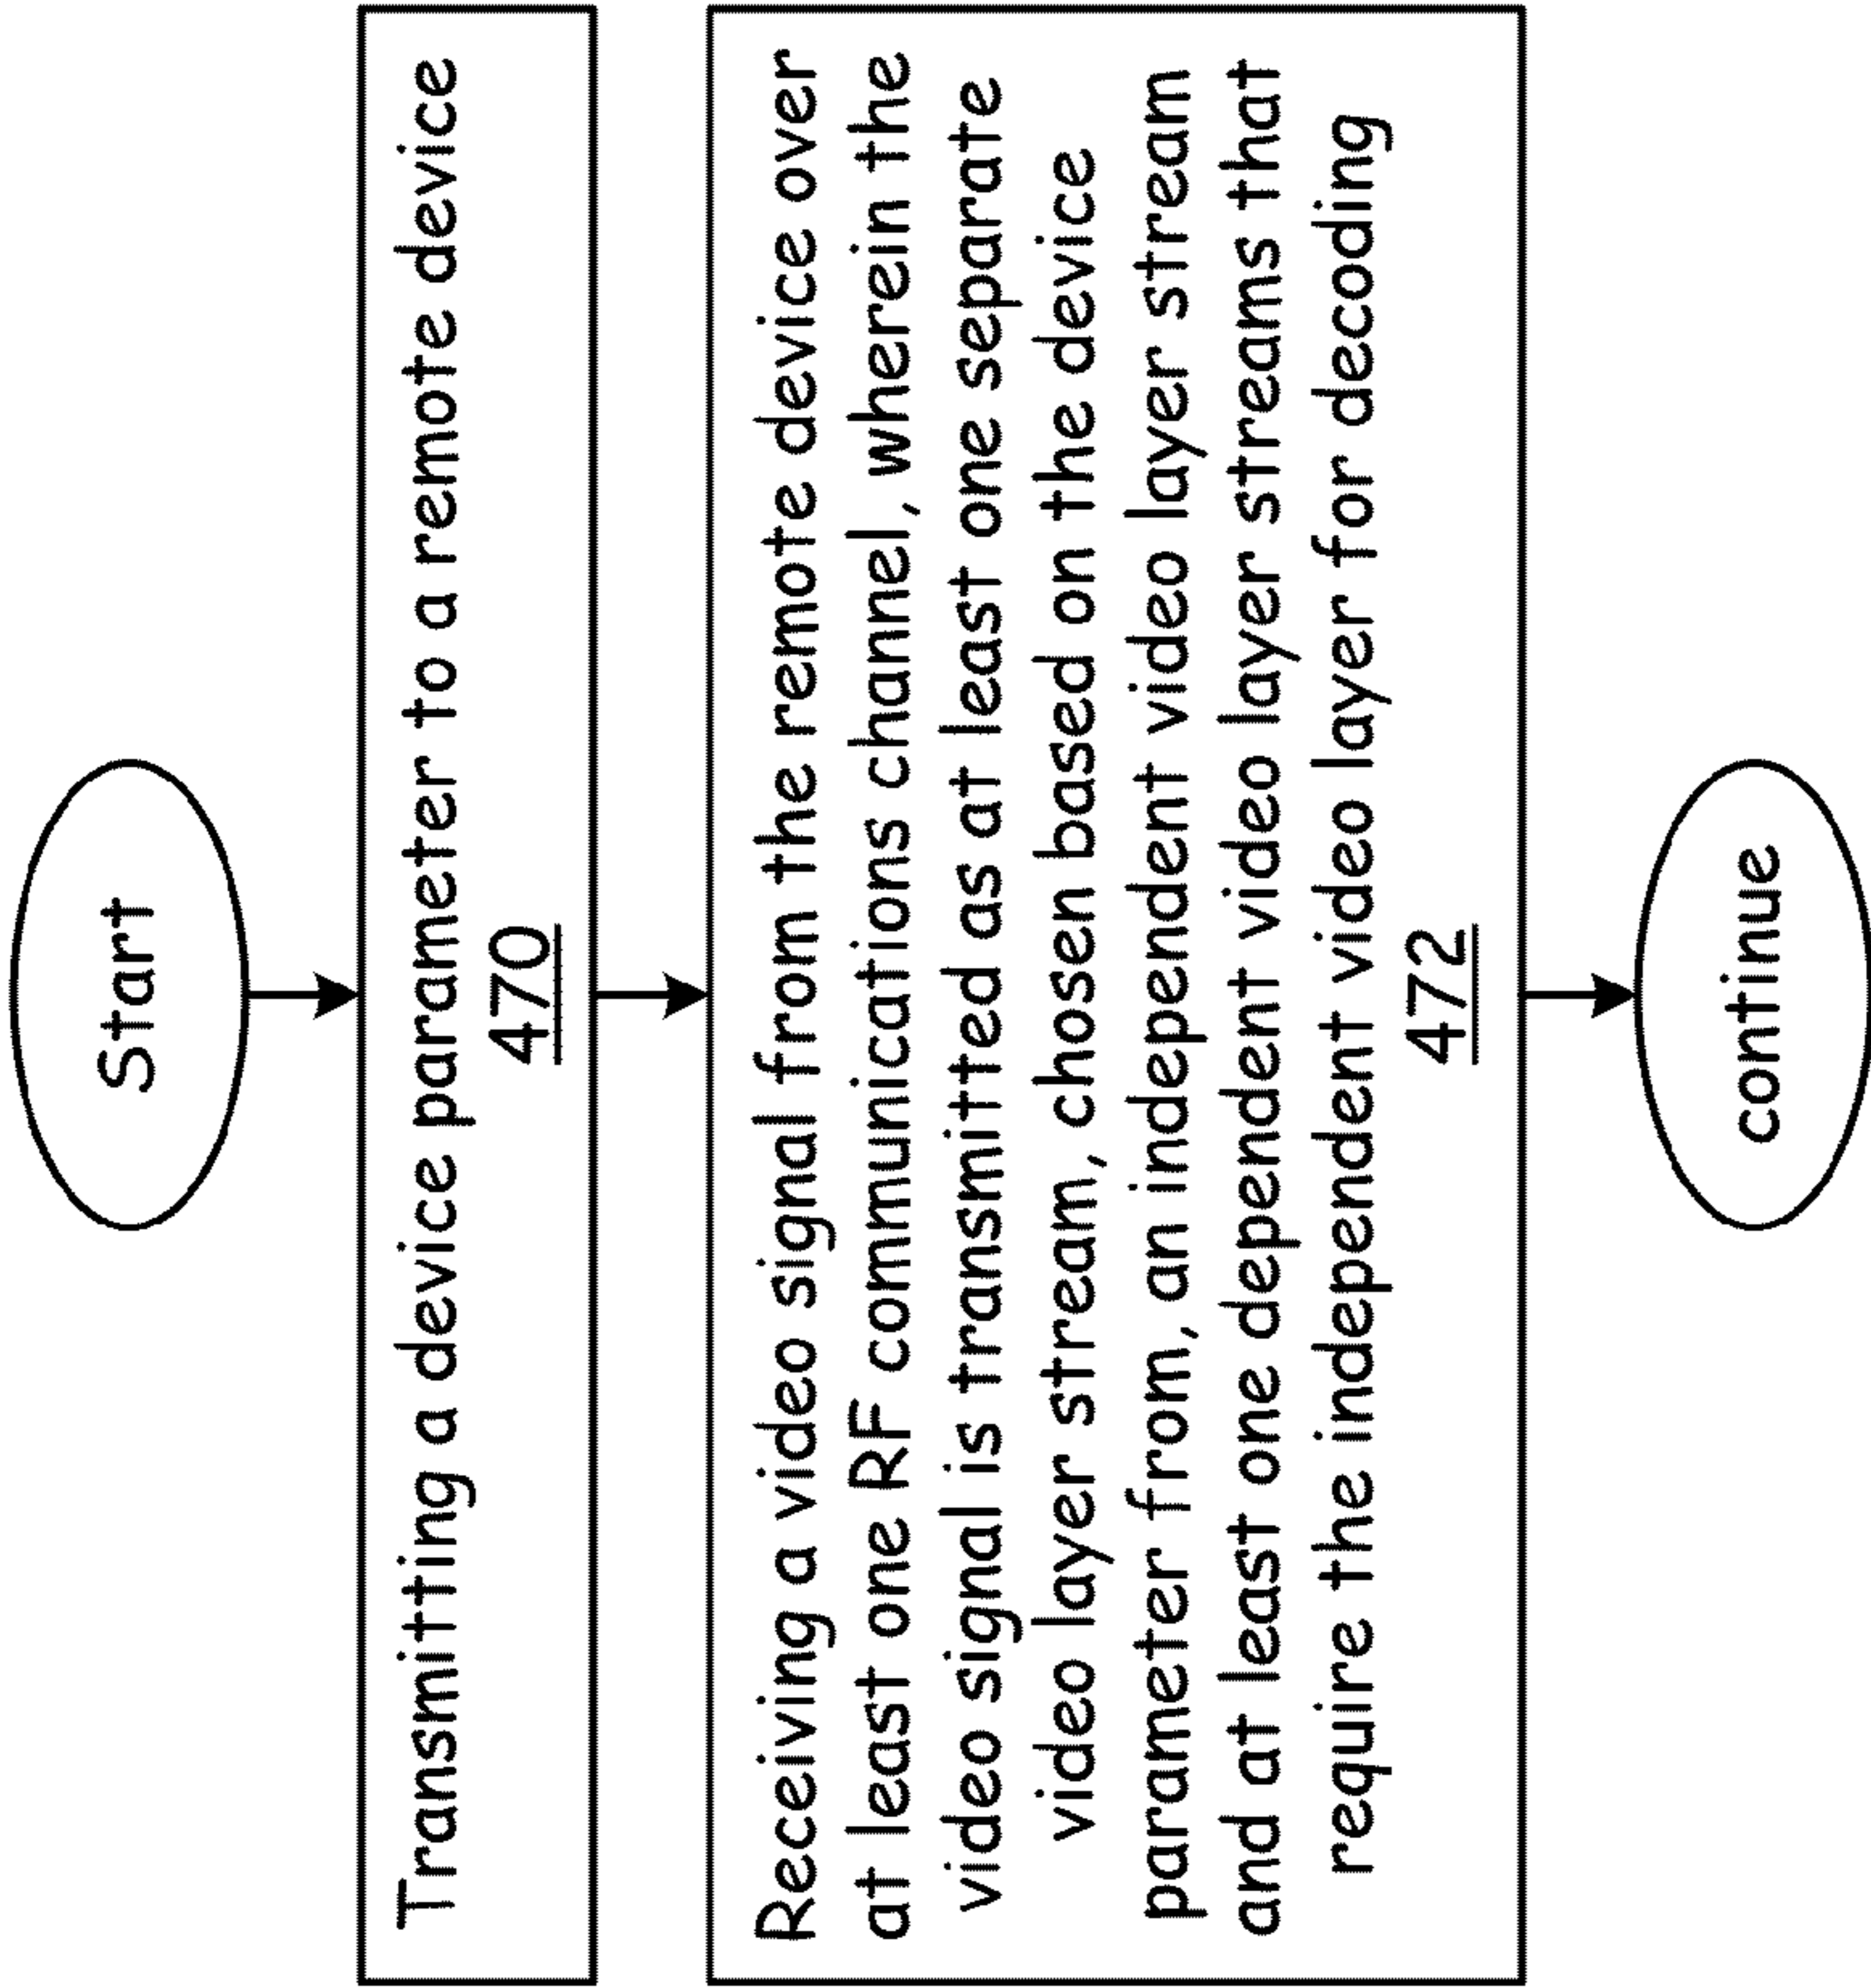 Start
Transmitting a device parameter to a remote device
470
Receiving a video signal from the remote device over
at least one RF communications channel, wherein the
video signal is transmitted as at least one separate
video layer stream, chosen based on the device
parameter from, an independent video layer stream
and at least one dependent video layer streams that
require the independent video layer for decoding
472
continue